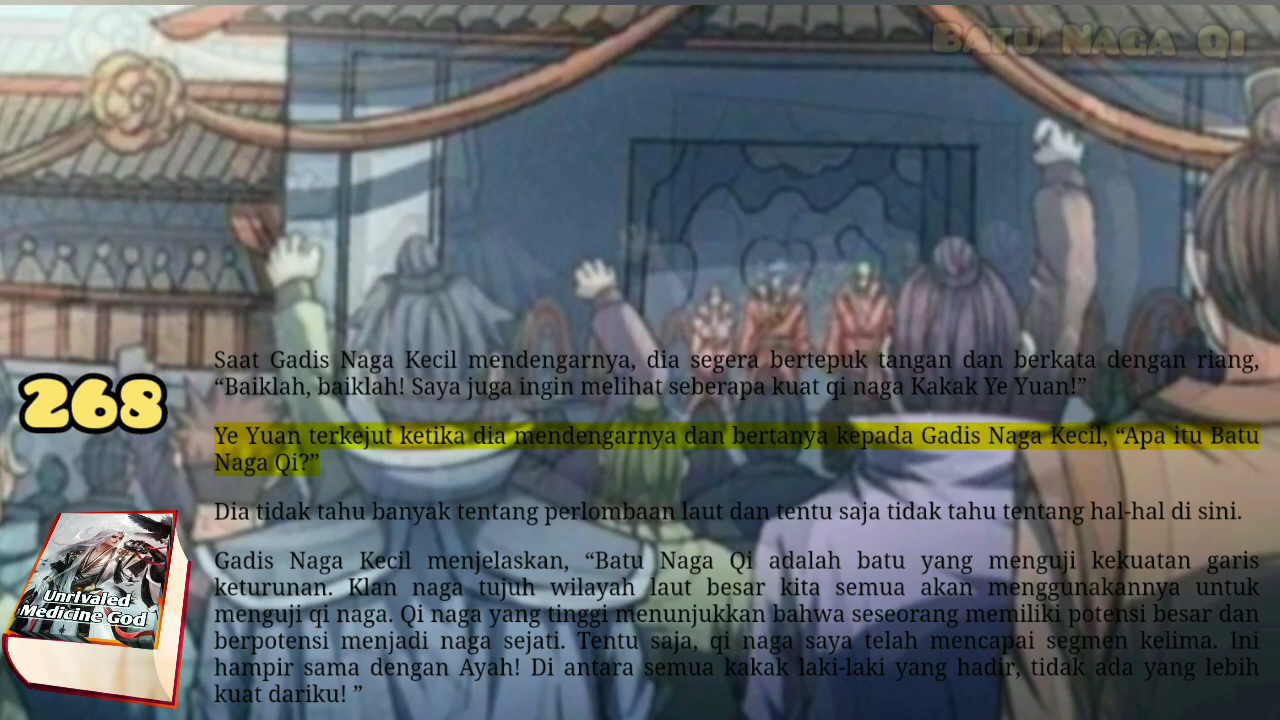 Batu Naga Qi
Saat Gadis Naga Kecil mendengarnya, dia segera bertepuk tangan dan berkata dengan riang,
“Baiklah, baiklah! Saya juga ingin melihat seberapa kuat qi naga Kakak Ye Yuan!”
268
Ye Yuan terkejut ketika dia mendengarnya dan bertanya kepada Gadis Naga Kecil, “Apa itu Batu
Naga Qi?”
Dia tidak tahu banyak tentang perlombaan laut dan tentu saja tidak tahu tentang hal-hal di sini.
Gadis Naga Kecil menjelaskan, “Batu Naga Qi adalah batu yang menguji kekuatan garis
keturunan. Klan naga tujuh wilayah laut besar kita semua akan menggunakannya untuk
menguji qi naga. Qi naga yang tinggi menunjukkan bahwa seseorang memiliki potensi besar dan
berpotensi menjadi naga sejati. Tentu saja, qi naga saya telah mencapai segmen kelima. Ini
hampir sama dengan Ayah! Di antara semua kakak laki-laki yang hadir, tidak ada yang lebih
kuat dariku! ”
Unrivaled
Medicine God